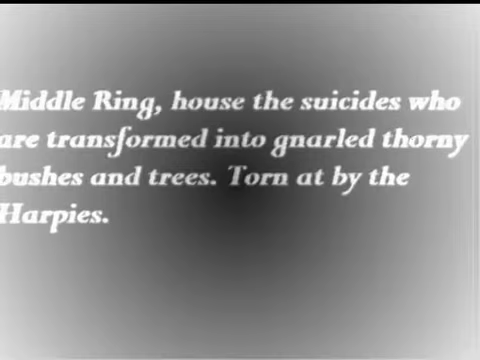 Middle Ring, house the suicides who
are transformed into gnarled thorny
bushes and trees. Torn at by the
Harpies.